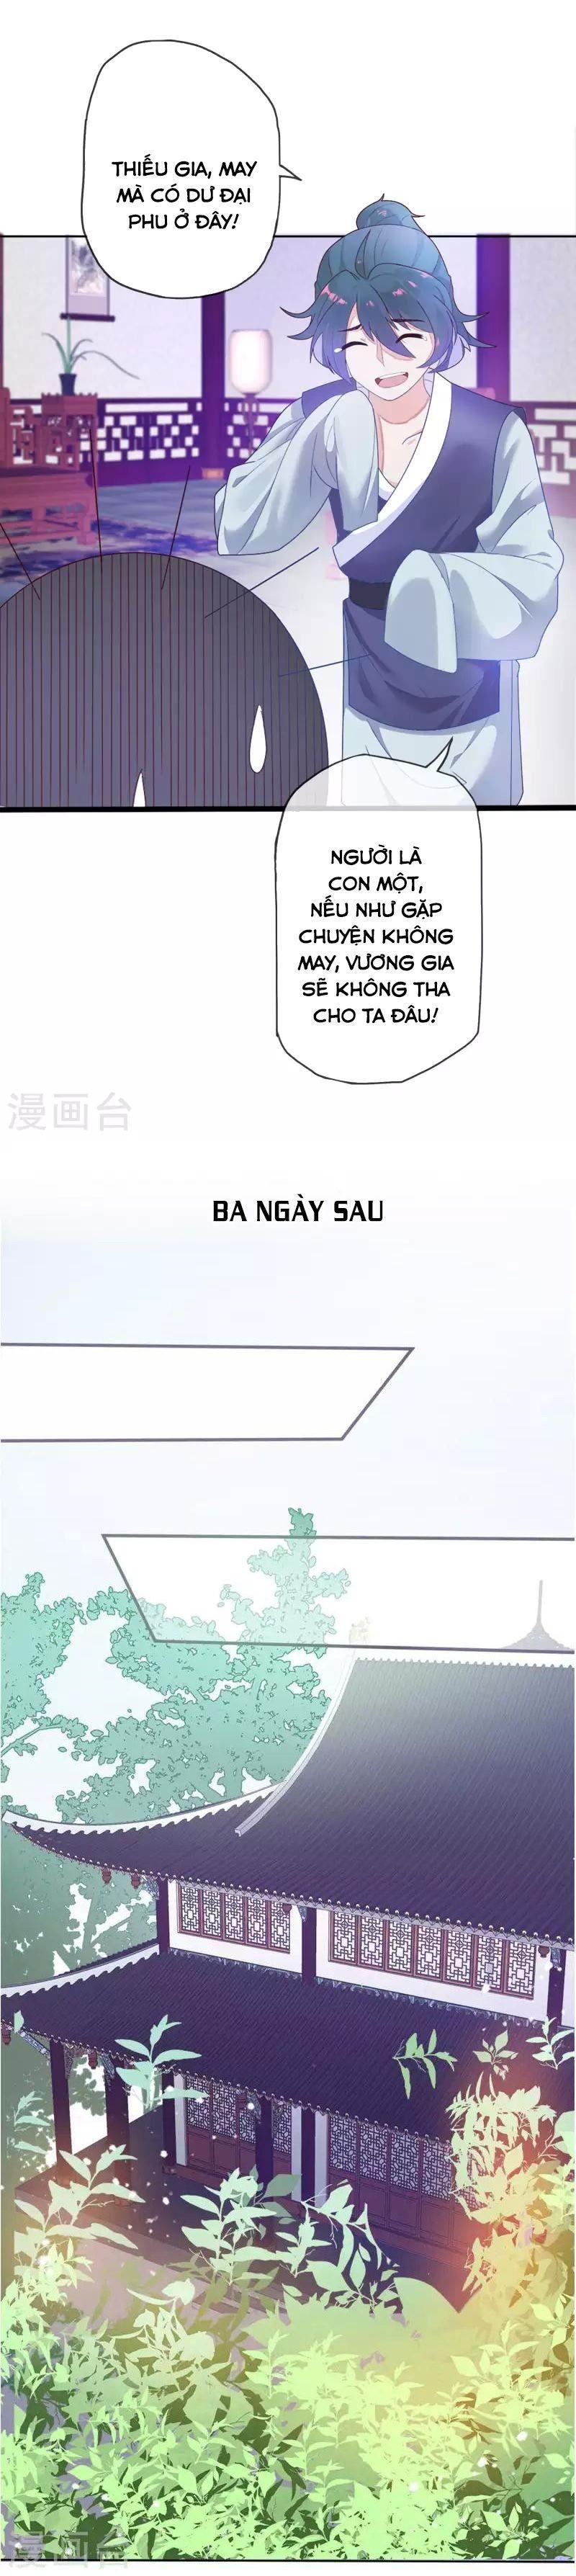 THIẾU GIA, MAY
MÀ CÓ DƯ ĐẠI
PHU Ở ĐÂY!
NGƯỜI LÀ
CON MỘT,
NẾU NHƯ GẶP
CHUYỆN KHÔNG
MAY, VƯƠNG GIA
SẼ KHÔNG THA
CHO TA ĐÂU!
漫画台
BA NGÀY SAU
漫画台